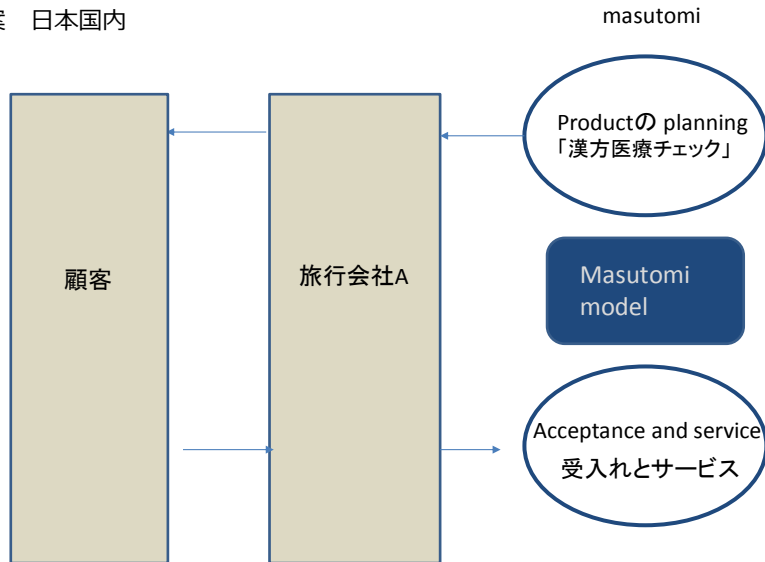 案 日本国内
masutomi
Productの planning
「漢方医療チェック」
顧客
旅行会社A
Masutomi
model
Acceptance and service
受入れとサービス